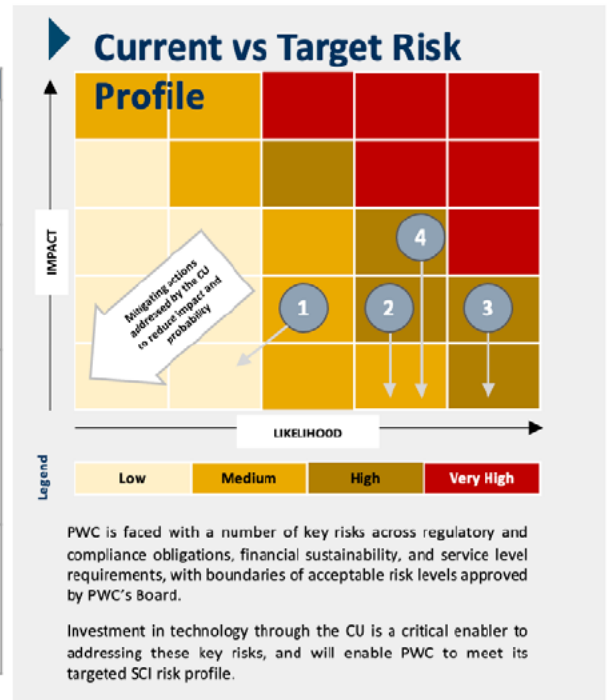 Current vs Target Risk
Profile
IMPACT
4
Mitigating actions
addressed by the CU
to reduce impact and
probability
1
2
3
LIKELIHOOD
Legend
Low
Medium
High
Very High
PWC is faced with a number of key risks across regulatory and
compliance obligations, financial sustainability, and service level
requirements, with boundaries of acceptable risk levels approved
by PWC's Board.
Investment in technology through the CU is a critical enabler to
addressing these key risks, and will enable PWC to meet its
targeted SCI risk profile.